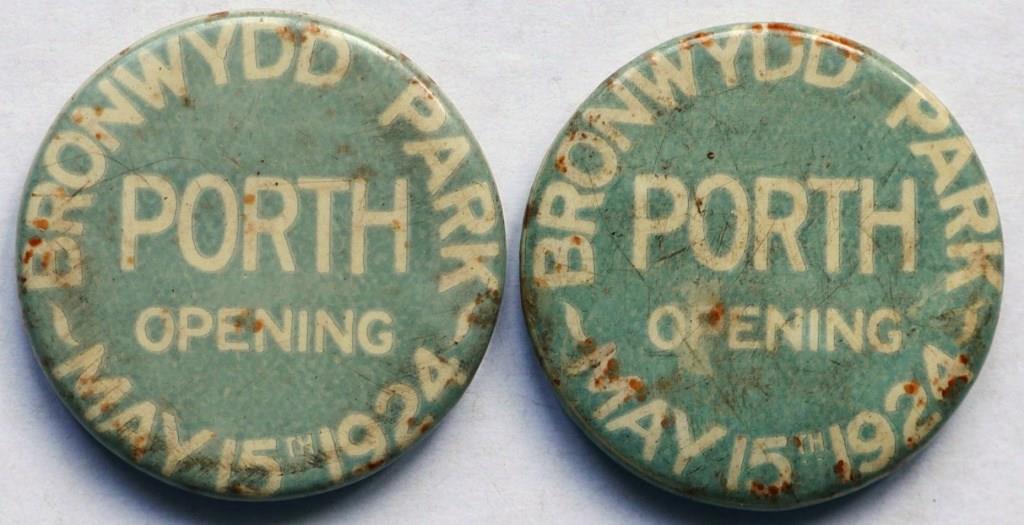 BRONWYDD PARK
PORTH
OPENING
~ MAY 15TH 1924 ~
BRONWYDD PARK
PORTH
OPENING
~ MAY 15TH 1924 ~